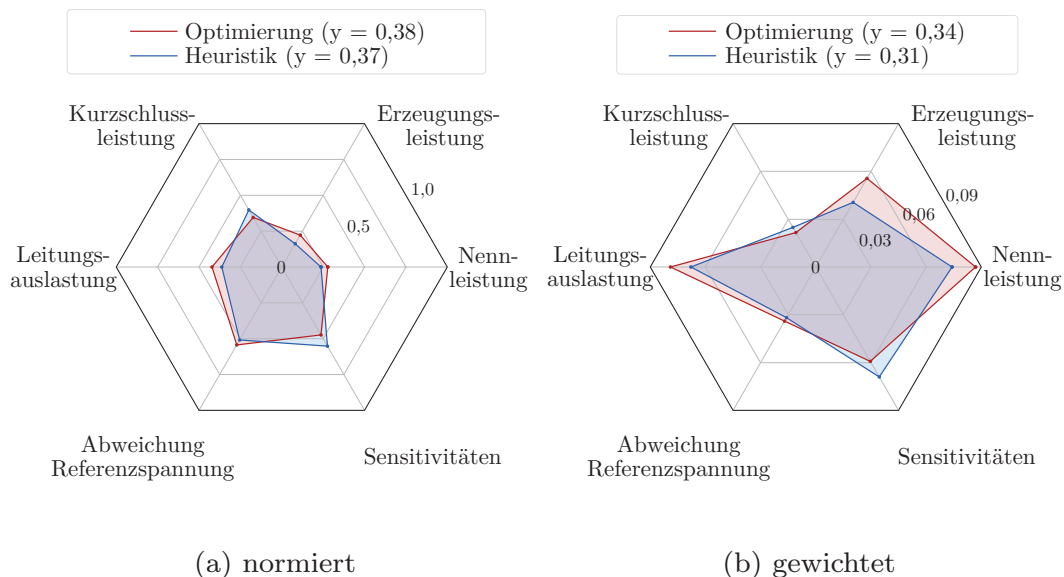 Optimierung (y = 0,38)
Heuristik (y = 0,37)
Kurzschluss-
leistung
Erzeugungs-
leistung
1,0
0,5
0
Leitungs-
auslastung
Nenn-
leistung
Abweichung
Referenzspannung
Sensitivitäten
(a) normiert
Optimierung (y = 0,34)
Heuristik (y = 0,31)
Kurzschluss-
leistung
Erzeugungs-
leistung
0,09
0,06
0,03
0
Leitungs-
auslastung
Nenn-
leistung
Abweichung
Referenzspannung
Sensitivitäten
(b) gewichtet